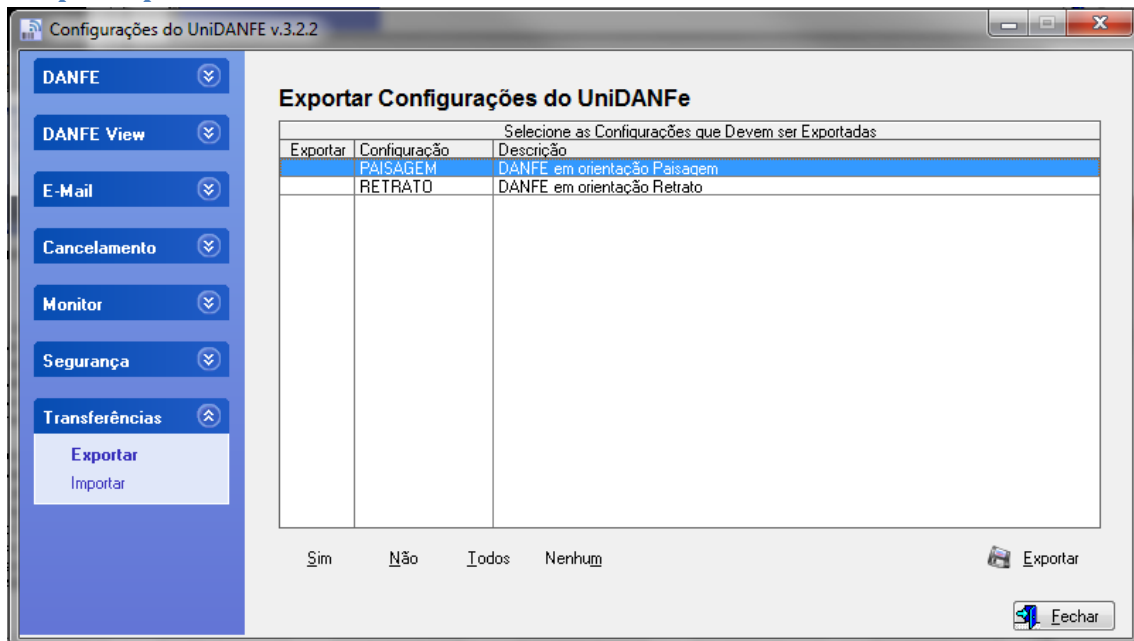 Configurações do UniDANFE v.3.2.2
DANFE
DANFE View
E-Mail
Cancelamento
Monitor
Segurança
Transferências
Exportar
Importar
Exportar Configurações do UniDANFe
Selecione as Configurações que Devem ser Exportadas
Exportar Configuração Descrição
PAISAGEM DANFE em orientação Paisagem
RETRATO DANFE em orientação Retrato
Sim Não Todos Nenhum Exportar
Fechar